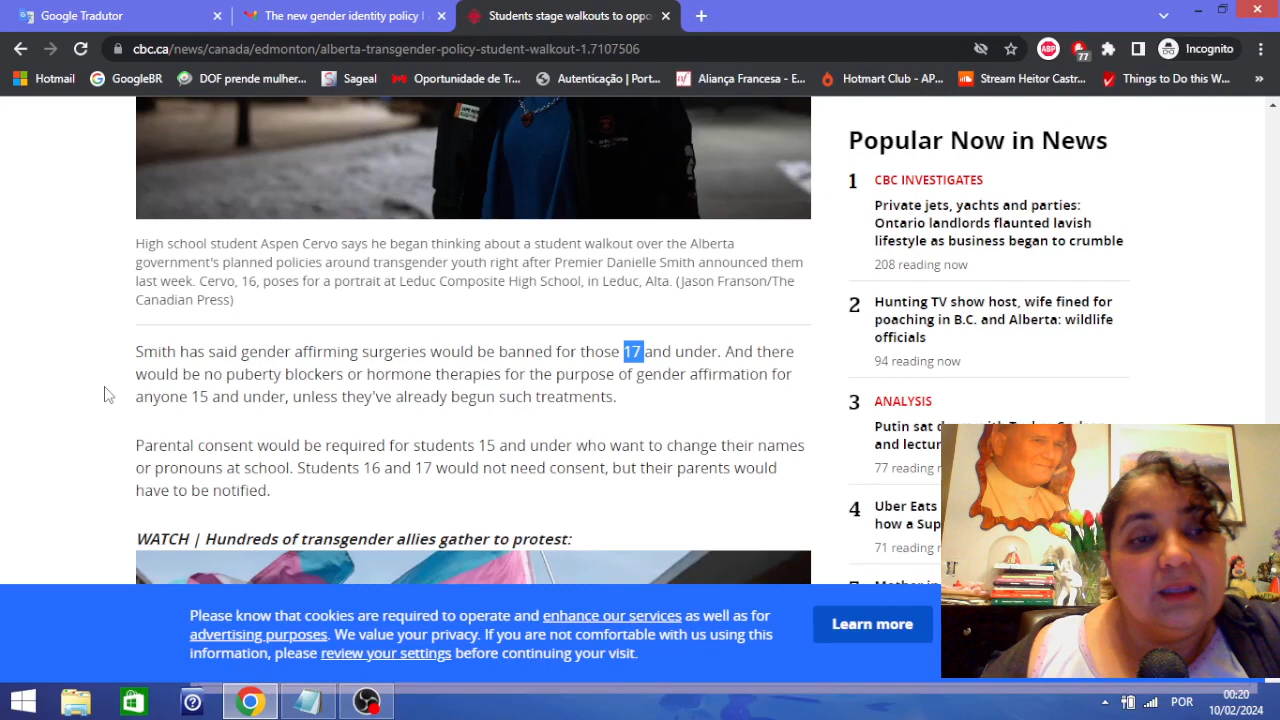 Google Tradutor
The new gender identity policy
Students stage walkouts to oppo
cbc.ca/news/canada/edmonton/alberta-transgender-policy-student-walkout-1.7107506
77
Incognito
Hotmail
GoogleBR
DOF prende mulher...
Sageal
Oportunidade de Tr...
Autenticação | Port...
Aliança Francesa - E...
Hotmart Club - AP...
Stream Heitor Castr...
Things to Do this W...
»
High school student Aspen Cervo says he began thinking about a student walkout over the Alberta
government's planned policies around transgender youth right after Premier Danielle Smith announced them
last week. Cervo, 16, poses for a portrait at Leduc Composite High School, in Leduc, Alta. (Jason Franson/The
Canadian Press)
Smith has said gender affirming surgeries would be banned for those 17 and under. And there
would be no puberty blockers or hormone therapies for the purpose of gender affirmation for
anyone 15 and under, unless they've already begun such treatments.
Parental consent would be required for students 15 and under who want to change their names
or pronouns at school. Students 16 and 17 would not need consent, but their parents would
have to be notified.
WATCH | Hundreds of transgender allies gather to protest:
Popular Now in News
1 CBC INVESTIGATES
Private jets, yachts and parties:
Ontario landlords flaunted lavish
lifestyle as business began to crumble
208 reading now
2 Hunting TV show host, wife fined for
poaching in B.C. and Alberta: wildlife
officials
94 reading now
3 ANALYSIS
Putin sat
and lectu
77 reading
4 Uber Eats
how a Sup
71 reading
Please know that cookies are required to operate and enhance our services as well as for
advertising purposes. We value your privacy. If you are not comfortable with us using this
information, please review your settings before continuing your visit.
Learn more
POR
00:20
10/02/2024